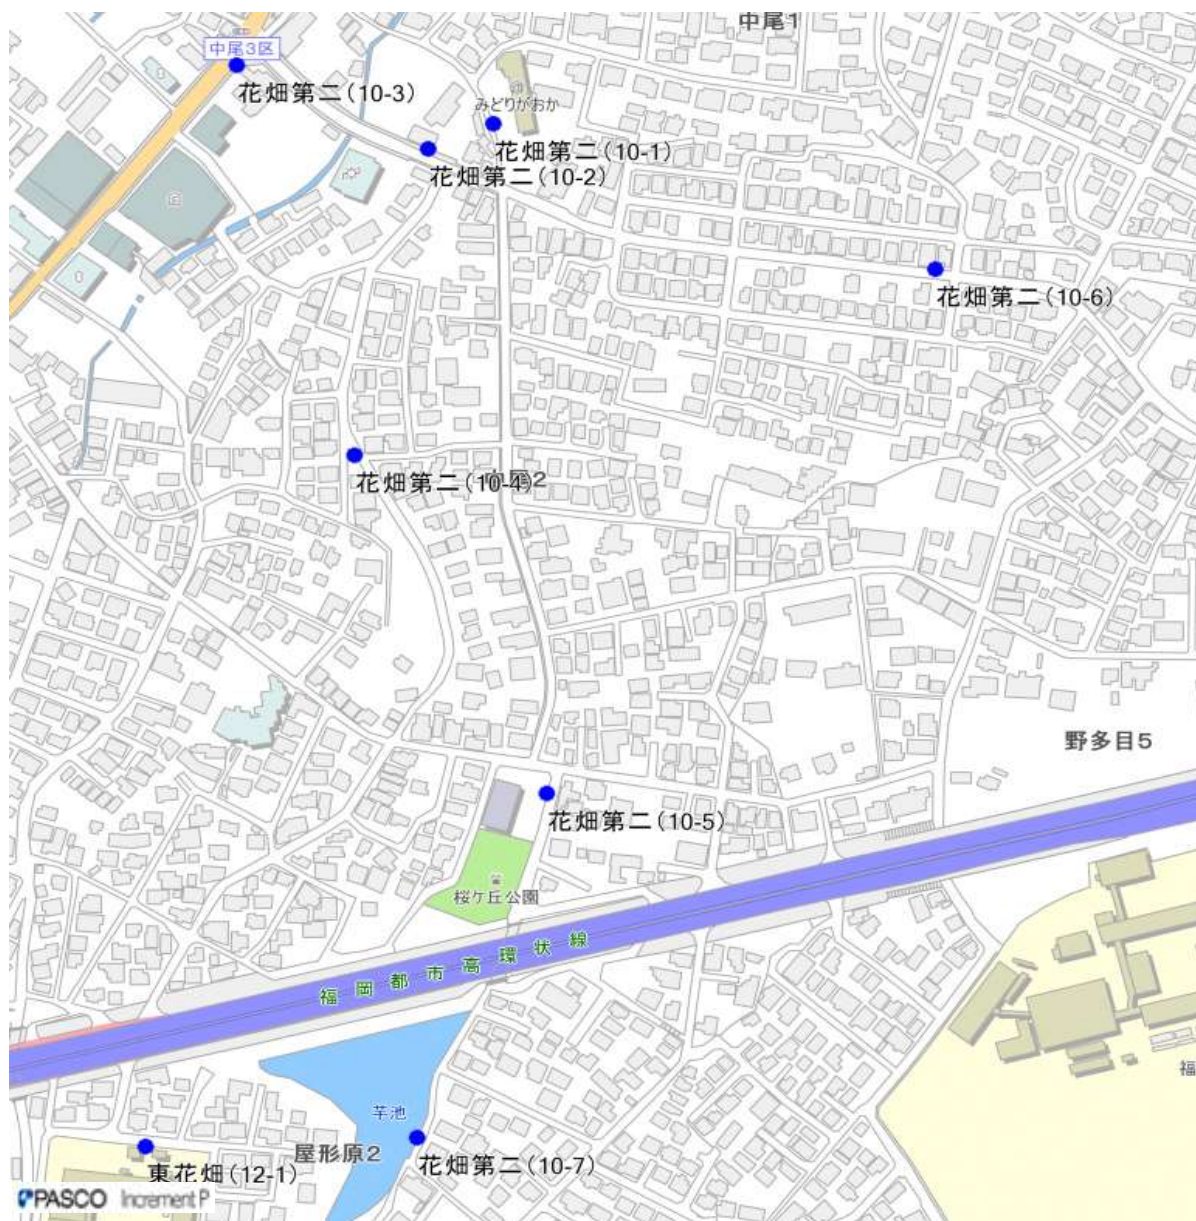 中尾1
中尾3区
花畑第二(10-3)
みどりがおか
花畑第二(10-1)
花畑第二(10-2)
花畑第二(10-6)
花畑第二(10-4)
2
野多目5
花畑第二(10-5)
桜ケ丘公園
福岡都市高環状線
福
芋池
屋形原2
花畑第二(10-7)
東花畑(12-1)
PASCO Increment P